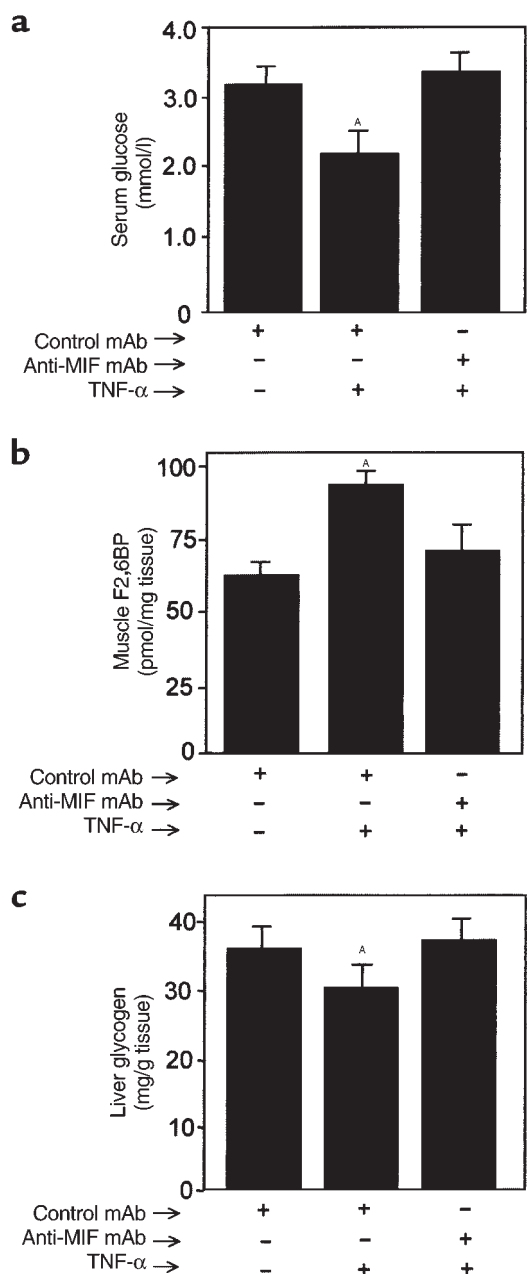 a
4.0
3.0
2.0
1.0
0
Serum glucose
(mmol/l)
A
Control mAb → + + –
Anti-MIF mAb → – – +
TNF-α → – + +
b
100
75
50
25
0
Muscle F2,6BP
(pmol/mg tissue)
A
Control mAb → + + –
Anti-MIF mAb → – – +
TNF-α → – + +
c
40
30
20
10
0
Liver glycogen
(mg/g tissue)
A
Control mAb → + + –
Anti-MIF mAb → – – +
TNF-α → – + +